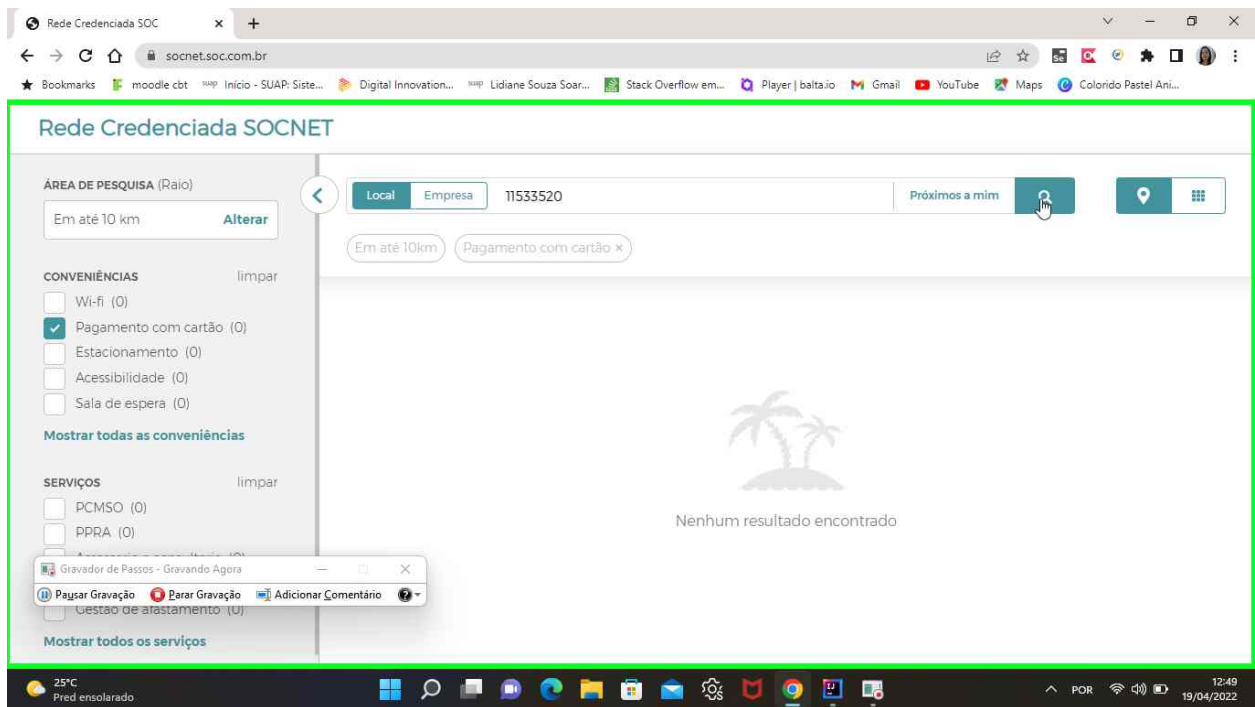 Rede Credenciada SOC
socnet.soc.com.br
Bookmarks moodle cbt suap Início - SUAP: Siste... Digital Innovation... suap Lidiane Souza Soar... Stack Overflow em... Player | balta.io Gmail YouTube Maps Colorido Pastel Ani...
Rede Credenciada SOCNET
ÁREA DE PESQUISA (Raio)
Em até 10 km Alterar
Local Empresa 11533520 Próximos a mim
Em até 10km Pagamento com cartão ×
CONVENIÊNCIAS limpar
Wi-fi (0)
Pagamento com cartão (0)
Estacionamento (0)
Acessibilidade (0)
Sala de espera (0)
Mostrar todas as conveniências
SERVIÇOS limpar
PCMSO (0)
PPRA (0)
Nenhum resultado encontrado
Gravador de Passos - Gravando Agora
Pausar Gravação Parar Gravação Adicionar Comentário
Gestão de afastamento (0)
Mostrar todos os serviços
25°C
Pred ensolarado
POR
12:49
19/04/2022